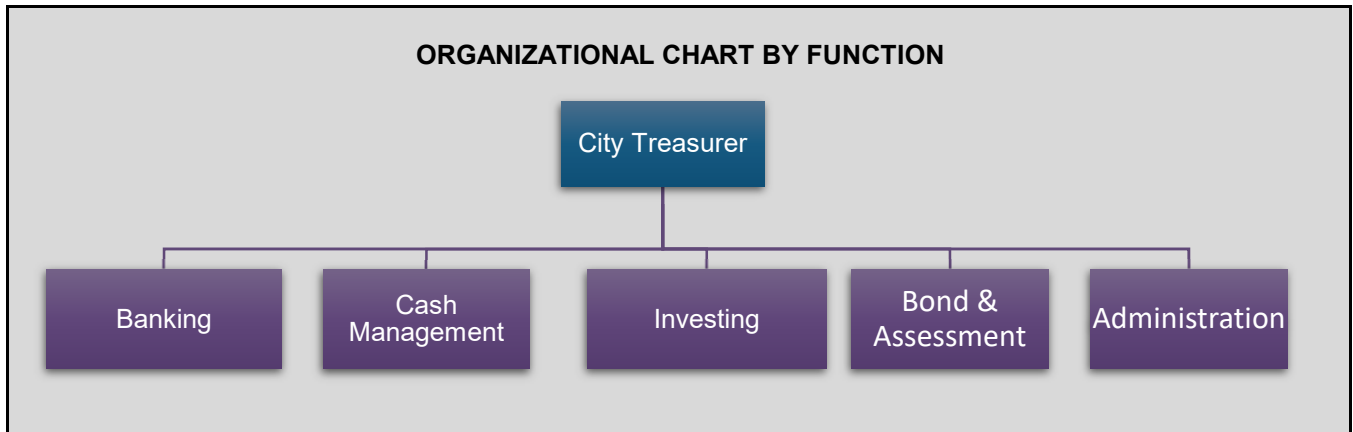 ORGANIZATIONAL CHART BY FUNCTION
City Treasurer
Banking
Cash
Management
Investing
Bond &
Assessment
Administration